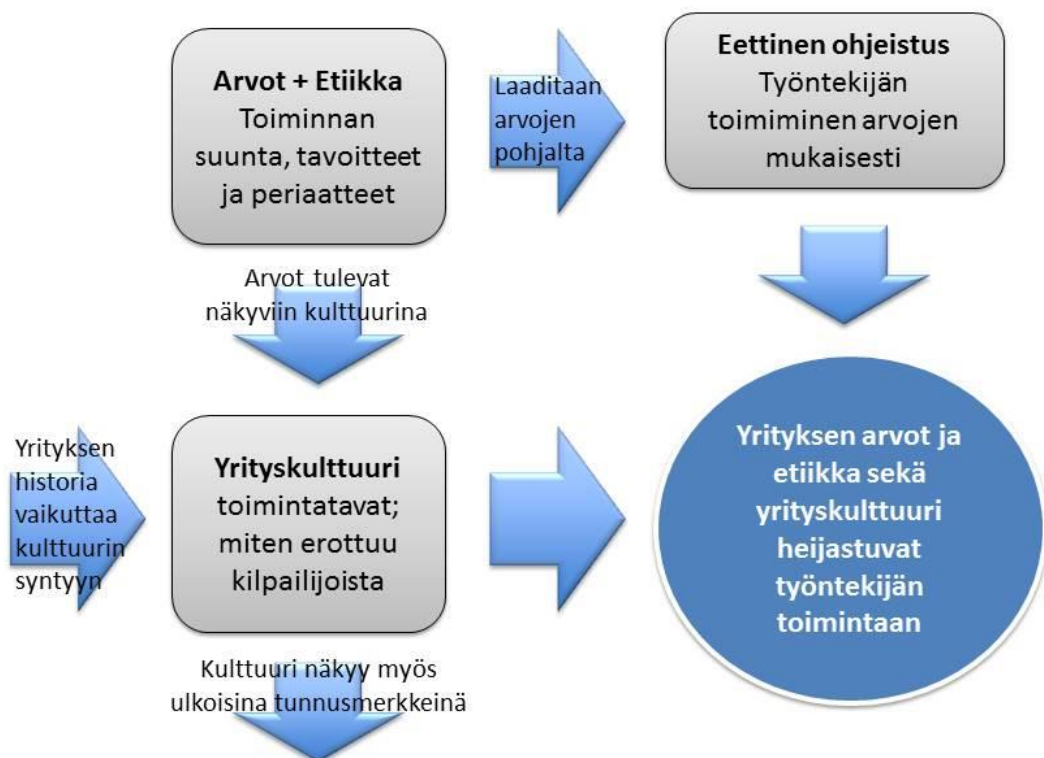 Arvot + Etiikka
Toiminnan
suunta, tavoitteet
ja periaatteet
Laaditaan
arvojen
pohjalta
Eettinen ohjeistus
Työntekijän
toimiminen arvojen
mukaisesti
Arvot tulevat
näkyviin kulttuurina
Yrityksen
historia
vaikuttaa
kulttuurin
syntyyn
Yrityskulttuuri
toimintatavat;
miten erottuu
kilpailijoista
Yrityksen arvot ja
etiikka sekä
yrityskulttuuri
heijastuvat
työntekijän
toimintaan
Kulttuuri näkyy myös
ulkoisina tunnusmerkkeinä